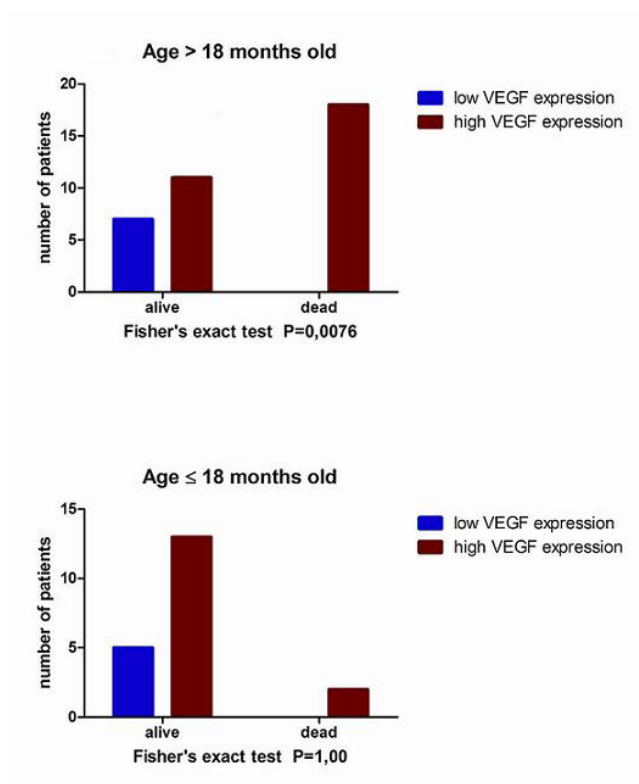 Age > 18 months old
20
15
10
5
0
number of patients
alive dead
low VEGF expression
high VEGF expression
Fisher's exact test P=0,0076
Age ≤ 18 months old
15
10
5
0
number of patients
alive dead
low VEGF expression
high VEGF expression
Fisher's exact test P=1,00